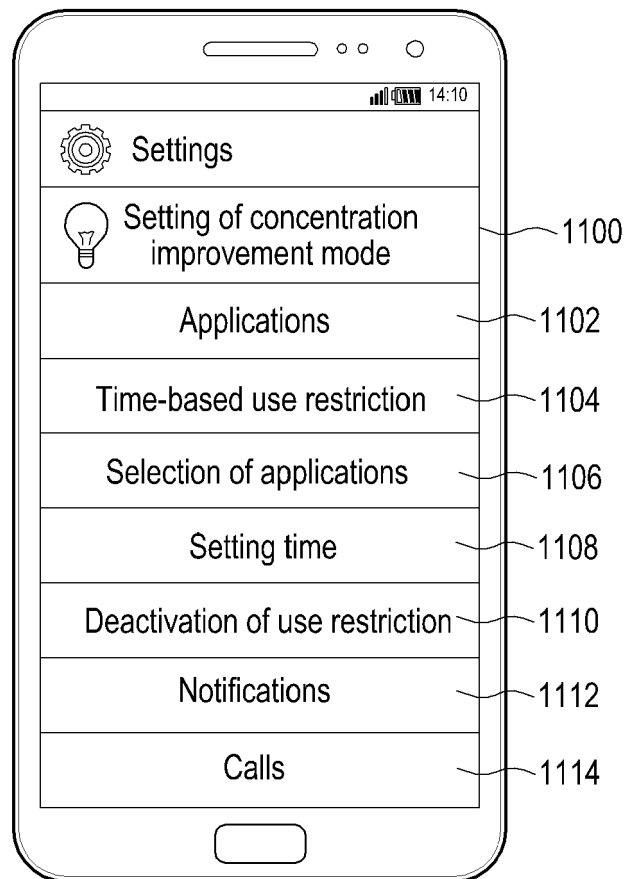 14:10
Settings
Setting of concentration
improvement mode
1100
Applications
1102
Time-based use restriction
1104
Selection of applications
1106
Setting time
1108
Deactivation of use restriction
1110
Notifications
1112
Calls
1114